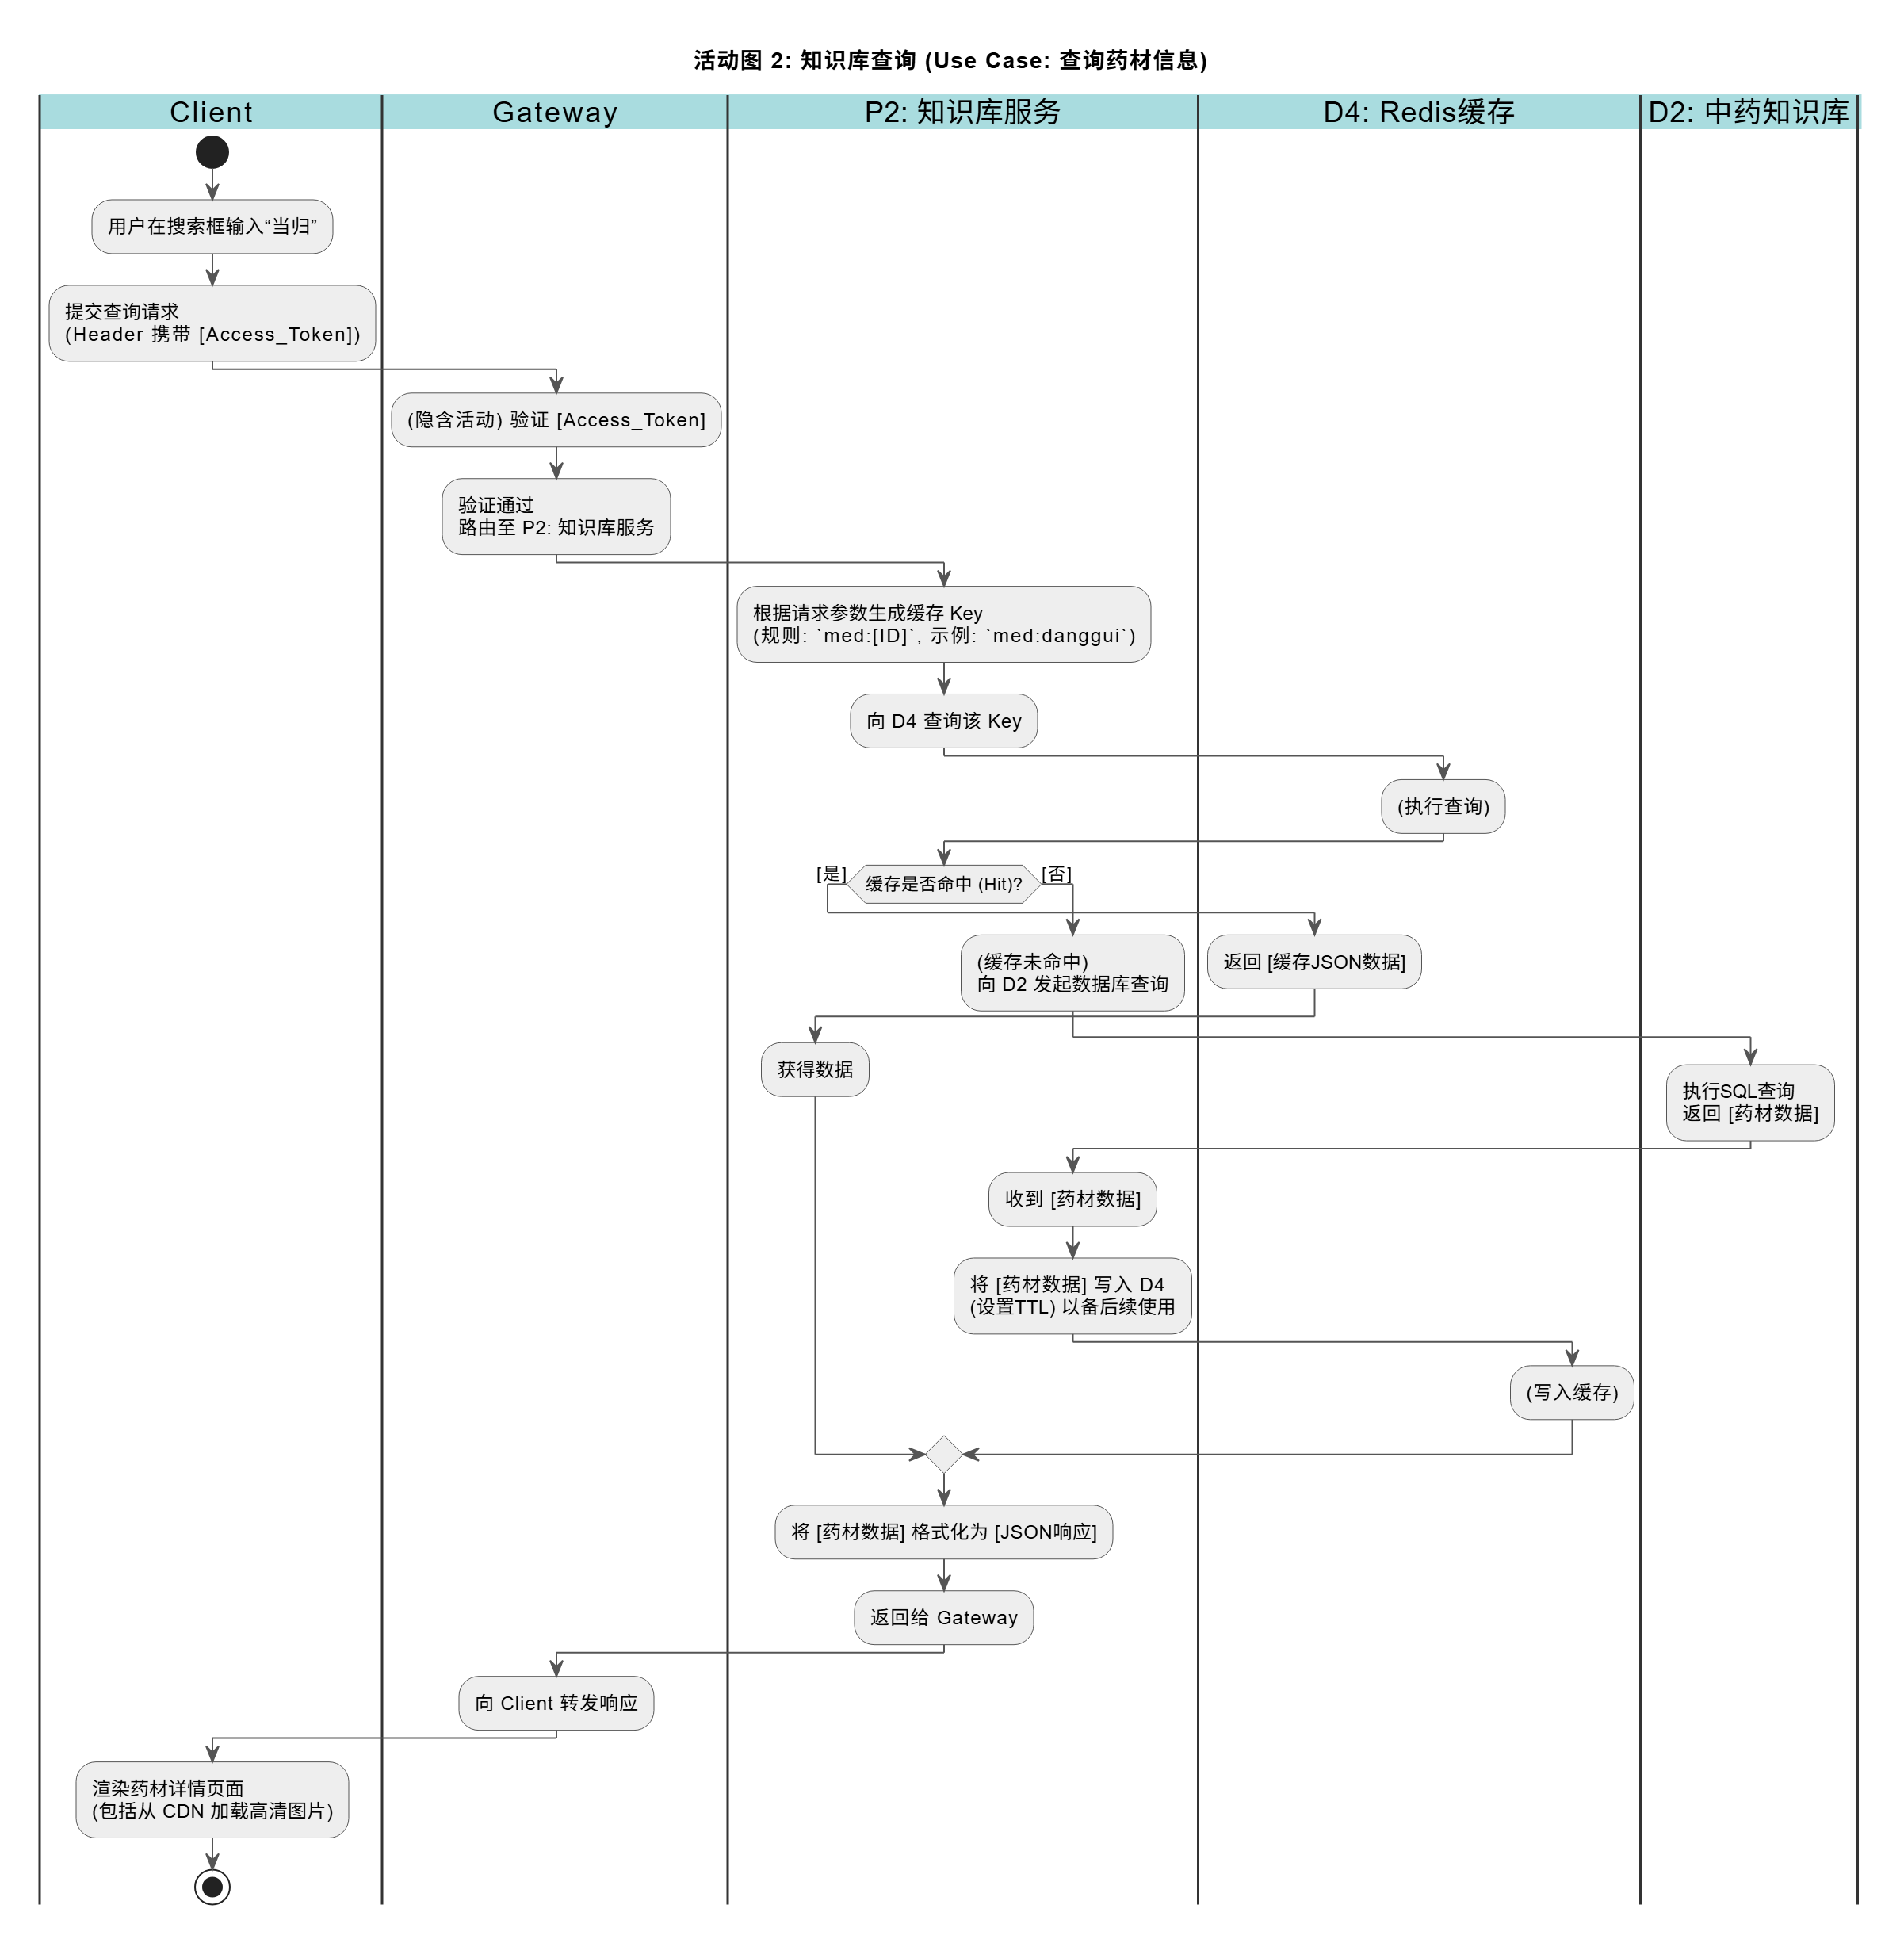 活动图 2: 知识库查询 (Use Case: 查询药材信息)
Client
Gateway
P2: 知识库服务
D4: Redis缓存
D2: 中药知识库
用户在搜索框输入“当归”
提交查询请求
(Header 携带 [Access_Token])
(隐含活动) 验证 [Access_Token]
验证通过
路由至 P2: 知识库服务
根据请求参数生成缓存 Key
(规则: `med:[ID]`, 示例: `med:danggui`)
向 D4 查询该 Key
(执行查询)
[是]
缓存是否命中 (Hit)?
[否]
(缓存未命中)
向 D2 发起数据库查询
返回 [缓存JSON数据]
获得数据
执行SQL查询
返回 [药材数据]
收到 [药材数据]
将 [药材数据] 写入 D4
(设置TTL) 以备后续使用
(写入缓存)
将 [药材数据] 格式化为 [JSON响应]
返回给 Gateway
向 Client 转发响应
渲染药材详情页面
(包括从 CDN 加载高清图片)